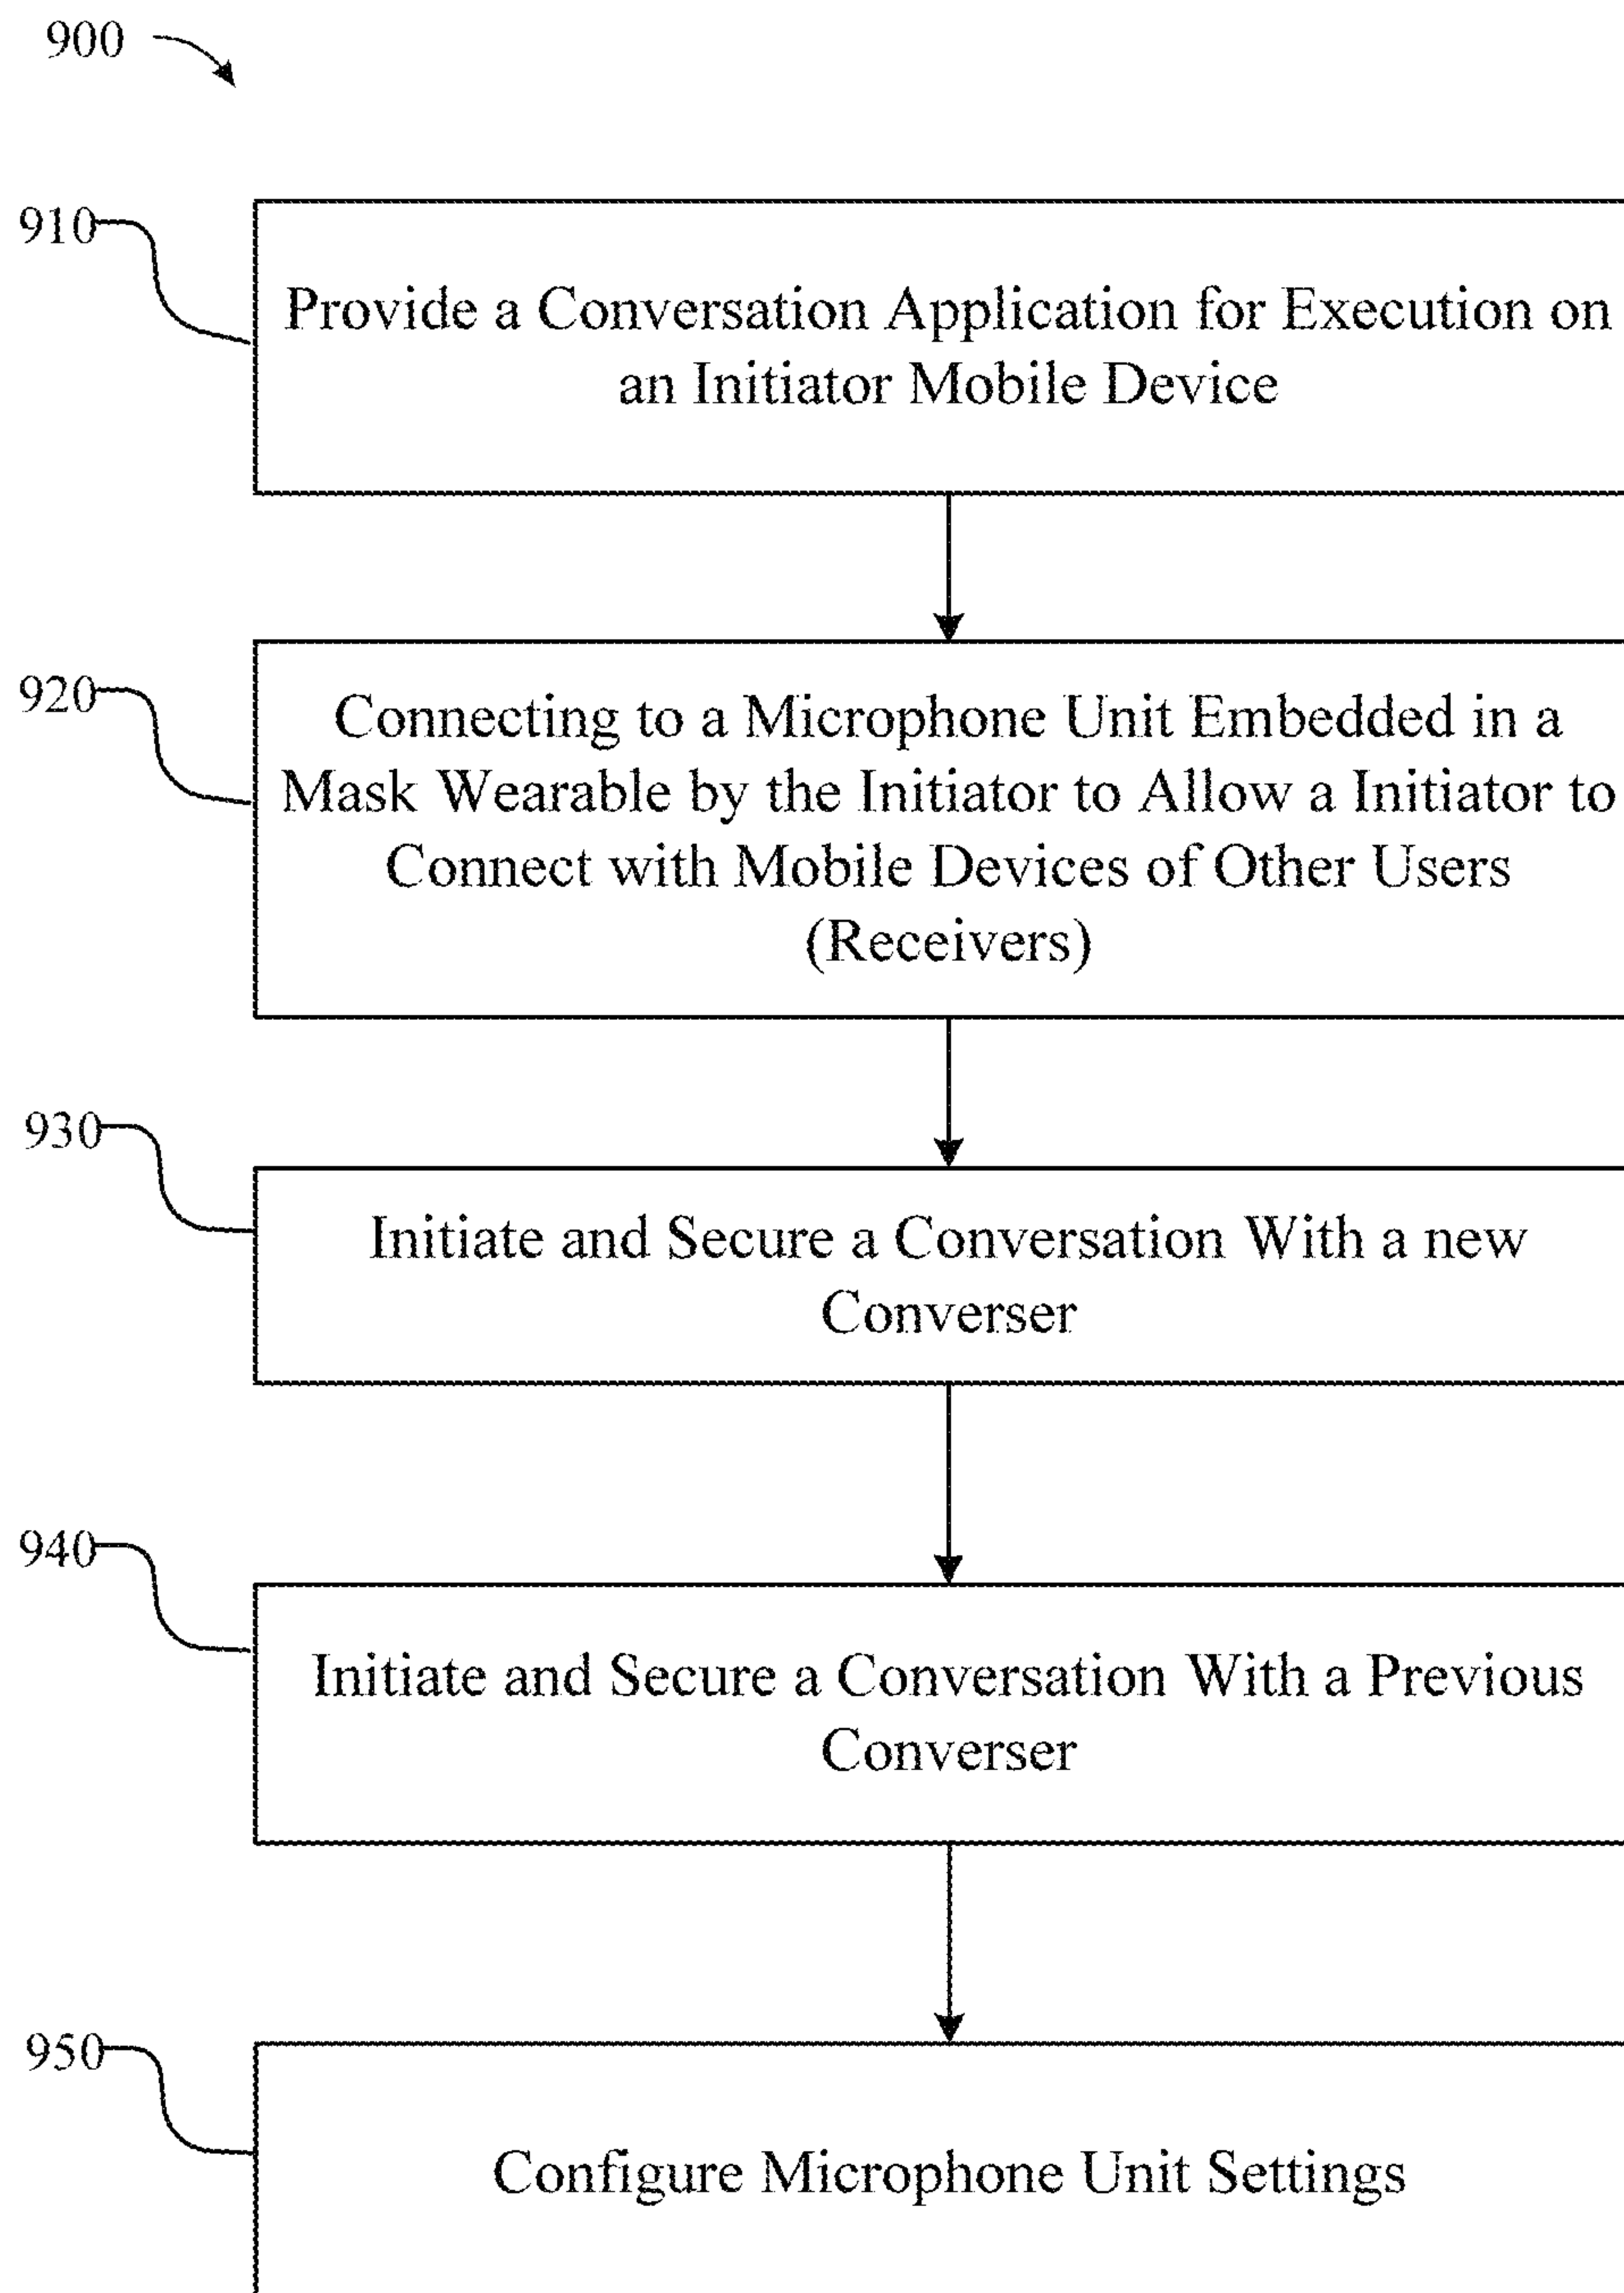 900
910
Provide a Conversation Application for Execution on
an Initiator Mobile Device
920
Connecting to a Microphone Unit Embedded in a
Mask Wearable by the Initiator to Allow a Initiator to
Connect with Mobile Devices of Other Users
(Receivers)
930
Initiate and Secure a Conversation With a new
Converser
940
Initiate and Secure a Conversation With a Previous
Converser
950
Configure Microphone Unit Settings